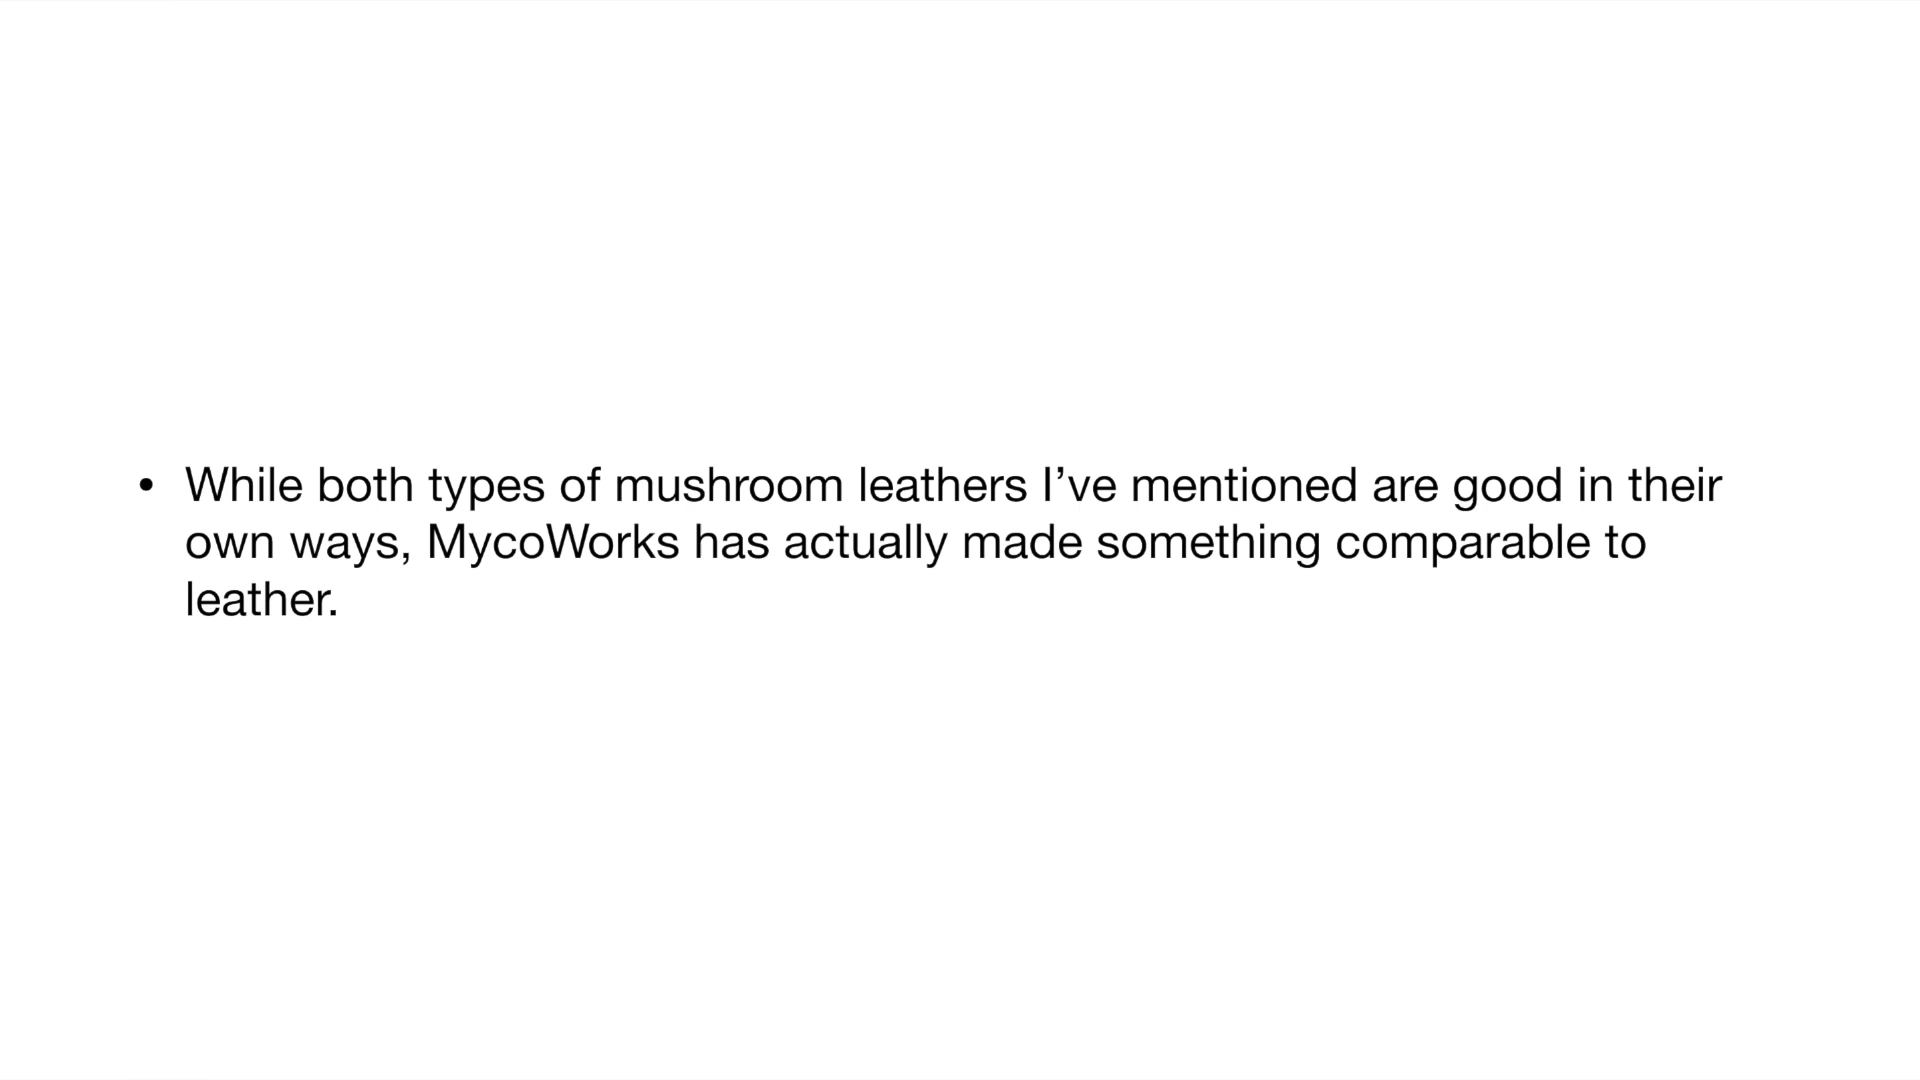 • While both types of mushroom leathers I’ve mentioned are good in their
own ways, MycoWorks has actually made something comparable to
leather.